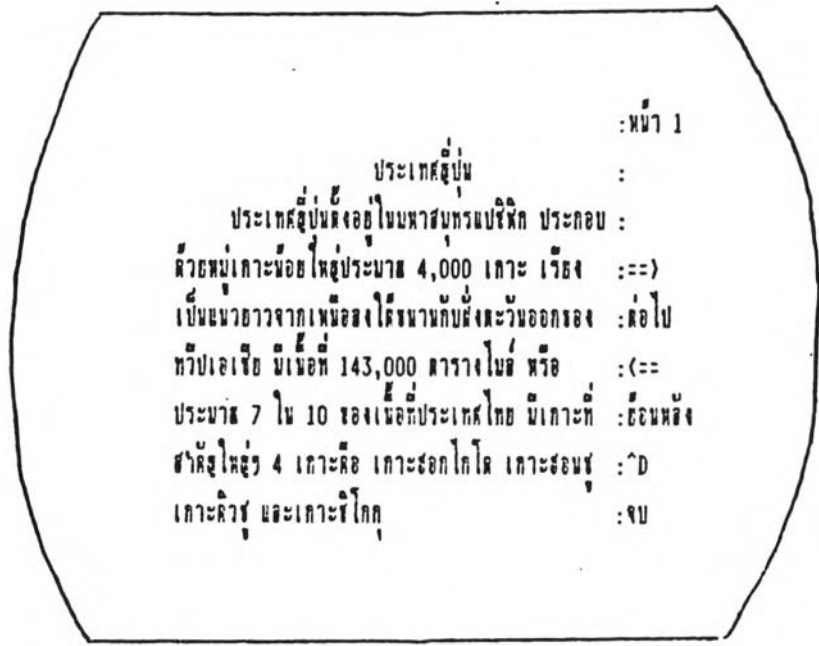 :หน้า 1
ประเทศญี่ปุ่น :
ประเทศญี่ปุ่นตั้งอยู่ในมหาสมุทรแปซิฟิก ประกอบ :
ด้วยหมู่เกาะน้อยใหญ่ประมาณ 4,000 เกาะ เรียง :==>
เป็นแนวยาวจากเหนือลงใต้ขนานกับฝั่งตะวันออกของ :ต่อไป
ทวีปเอเชีย มีเนื้อที่ 143,000 ตารางไมล์ หรือ :<==
ประมาณ 7 ใน 10 ของเนื้อที่ประเทศไทย มีเกาะที่ :ย้อนหลัง
สำคัญใหญ่ๆ 4 เกาะคือ เกาะฮอกไกโด เกาะฮอนชู :^D
เกาะคิวชู และเกาะชิโกกุ :จบ